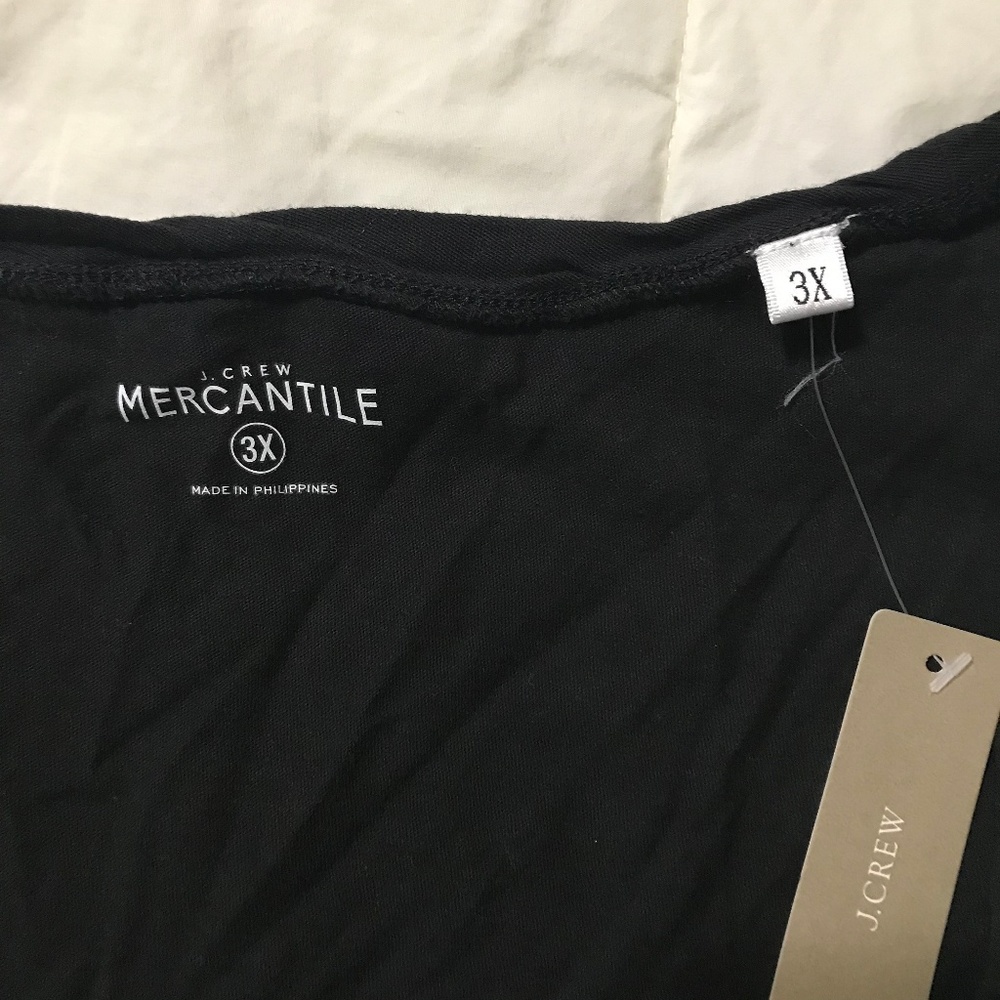 J. CREW
MERCANTILE
3X
MADE IN PHILIPPINES
3X
J.CREW